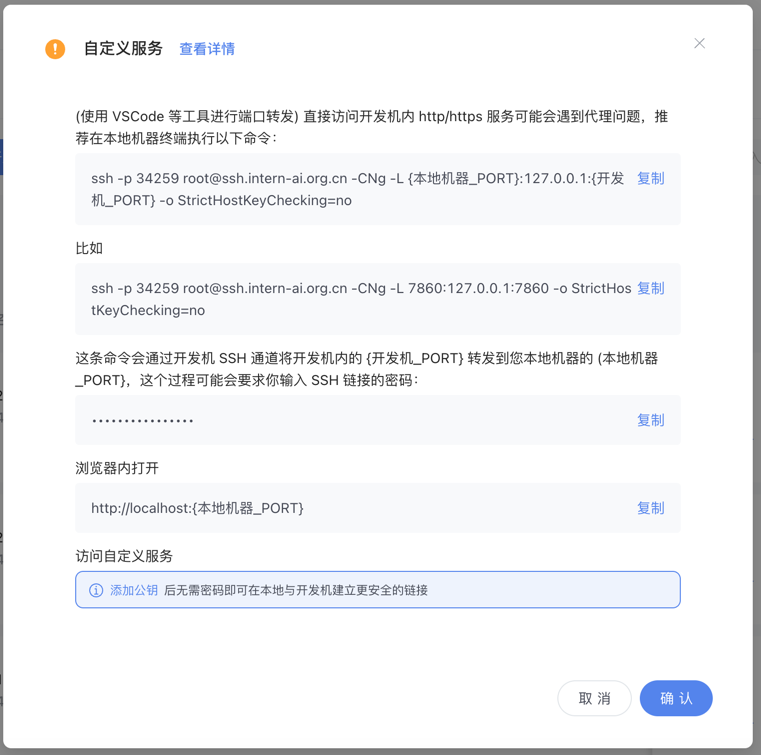 自定义服务 查看详情
(使用 VSCode 等工具进行端口转发) 直接访问开发机内 http/https 服务可能会遇到代理问题，推
荐在本地机器终端执行以下命令：
ssh -p 34259 root@ssh.intern-ai.org.cn -CNg -L {本地机器_PORT}:127.0.0.1:{开发 复制
机_PORT} -o StrictHostKeyChecking=no
比如
ssh -p 34259 root@ssh.intern-ai.org.cn -CNg -L 7860:127.0.0.1:7860 -o StrictHos 复制
tKeyChecking=no
这条命令会通过开发机 SSH 通道将开发机内的 {开发机_PORT} 转发到您本地机器的 (本地机器
_PORT}，这个过程可能会要求你输入 SSH 链接的密码：
•••••••••••••••• 复制
浏览器内打开
http://localhost:{本地机器_PORT} 复制
访问自定义服务
添加公钥 后无需密码即可在本地与开发机建立更安全的链接
取 消 确 认